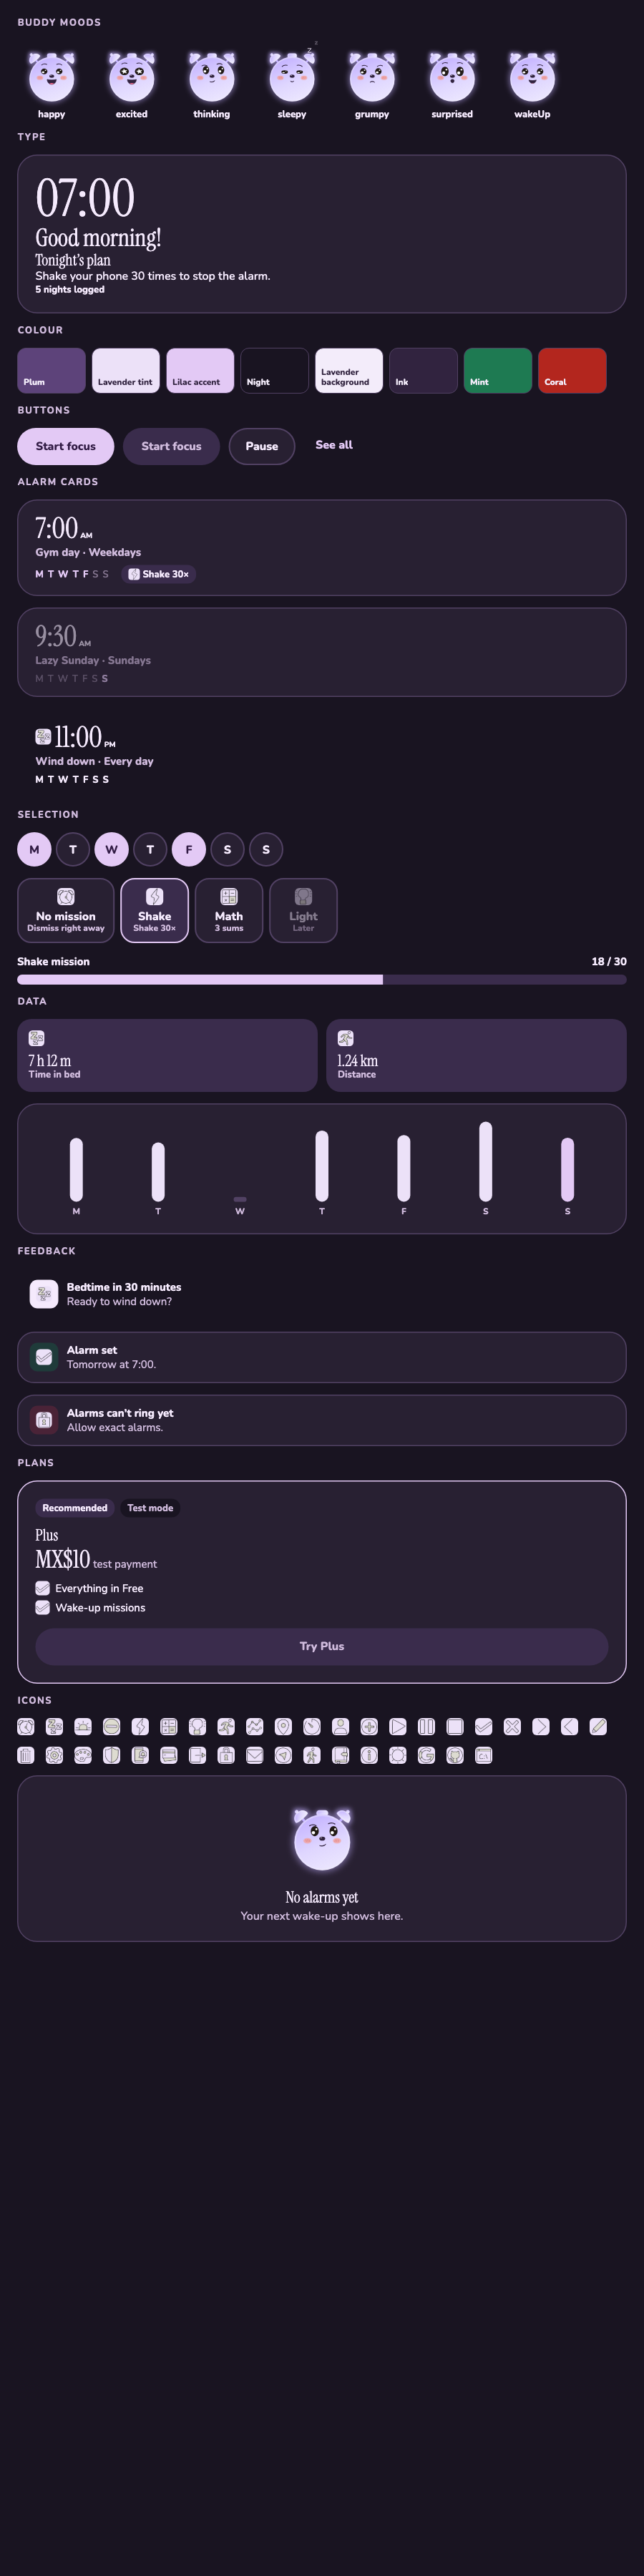 BUDDY MOODS
z
z
happy
excited
thinking
sleepy
grumpy
surprised
wakeUp
TYPE
07:00
Good morning!
Tonight's plan
Shake your phone 30 times to stop the alarm.
5 nights logged
COLOUR
Plum
Lavender tint
Lilac accent
Night
Lavender
background
Ink
Mint
Coral
BUTTONS
Start focus
Start focus
Pause
See all
ALARM CARDS
7:00 AM
Gym day · Weekdays
M T W T F S S
Shake 30×
9:30 AM
Lazy Sunday · Sundays
M T W T F S S
11:00 PM
Wind down · Every day
M T W T F S S
SELECTION
M T W T F S S
No mission
Dismiss right away
Shake
Shake 30×
Math
3 sums
Light
Later
Shake mission
18 / 30
DATA
7 h 12 m
Time in bed
1.24 km
Distance
M T W T F S S
FEEDBACK
Bedtime in 30 minutes
Ready to wind down?
Alarm set
Tomorrow at 7:00.
Alarms can't ring yet
Allow exact alarms.
PLANS
Recommended
Test mode
Plus
MX$10 test payment
Everything in Free
Wake-up missions
Try Plus
ICONS
No alarms yet
Your next wake-up shows here.